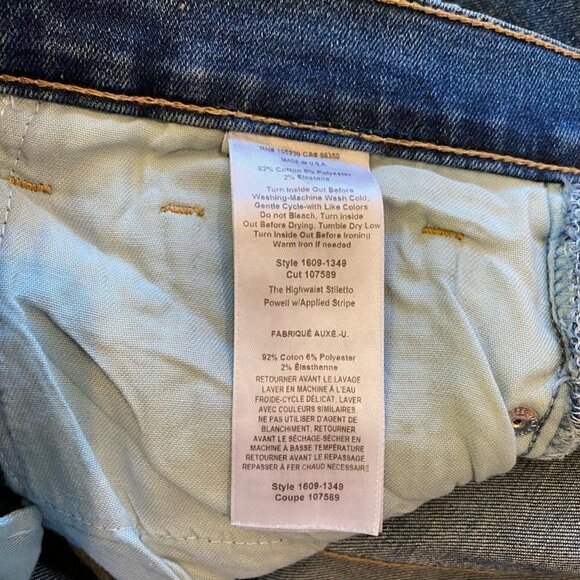 RN# 106230 CA# 58350
MADE IN U.S.A
92% Cotton 6% Polyester
2% Elastane
Turn Inside Out Before
Washing-Machine Wash Cold,
Gentle Cycle-with Like Colors
Do not Bleach, Turn Inside
Out Before Drying. Tumble Dry Low
Turn Inside Out Before Ironing
Warm Iron if needed
Style 1609-1349
Cut 107589
The Highwaist Stiletto
Powell w/Applied Stripe
FABRIQUÉ AUXÉ.-U.
92% Coton 6% Polyester
2% Élasthanne
RETOURNER AVANT LE LAVAGE
LAVER EN MACHINE À L'EAU
FROIDE-CYCLE DÉLICAT, LAVER
AVEC COULEURS SIMILAIRES
NE PAS UTILISER D'AGENT DE
BLANCHIMENT, RETOURNER
AVANT LE SÉCHAGE-SÉCHER EN
MACHINE À BASSE TEMPÉRATURE
RETOURNER AVANT LE REPASSAGE
REPASSER À FER CHAUD NÉCESSAIRE
Style 1609-1349
Coupe 107589